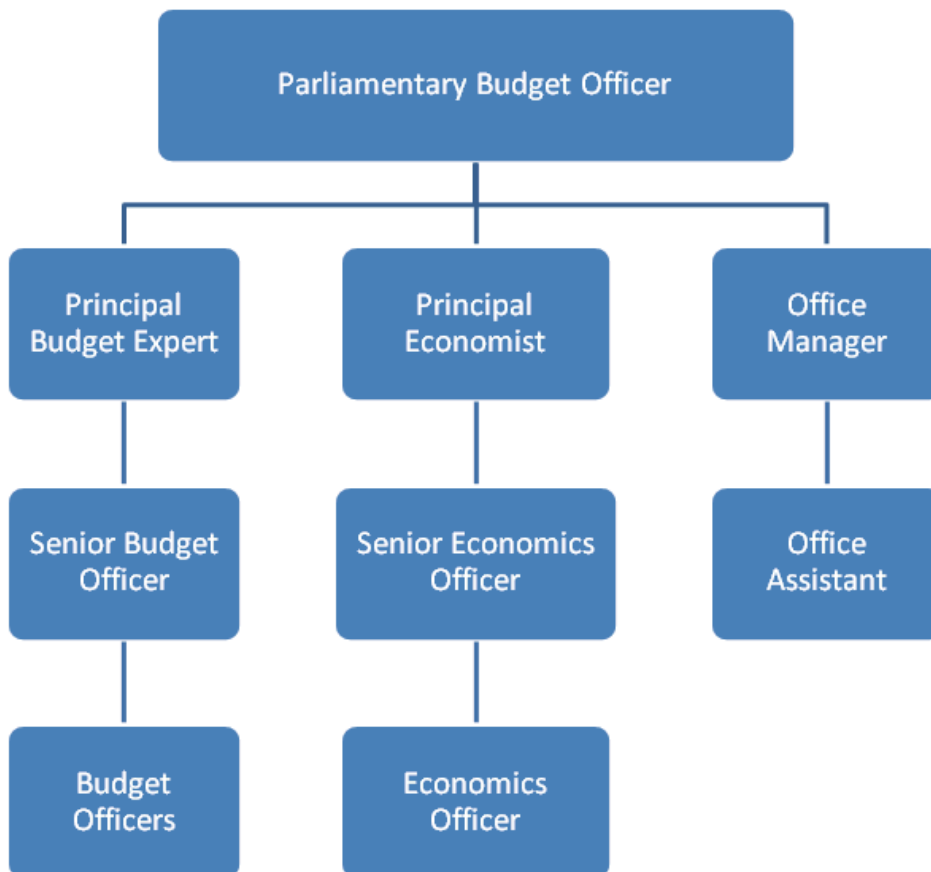 Parliamentary Budget Officer
Principal
Budget Expert
Principal
Economist
Office
Manager
Senior Budget
Officer
Senior Economics
Officer
Office
Assistant
Budget
Officers
Economics
Officer